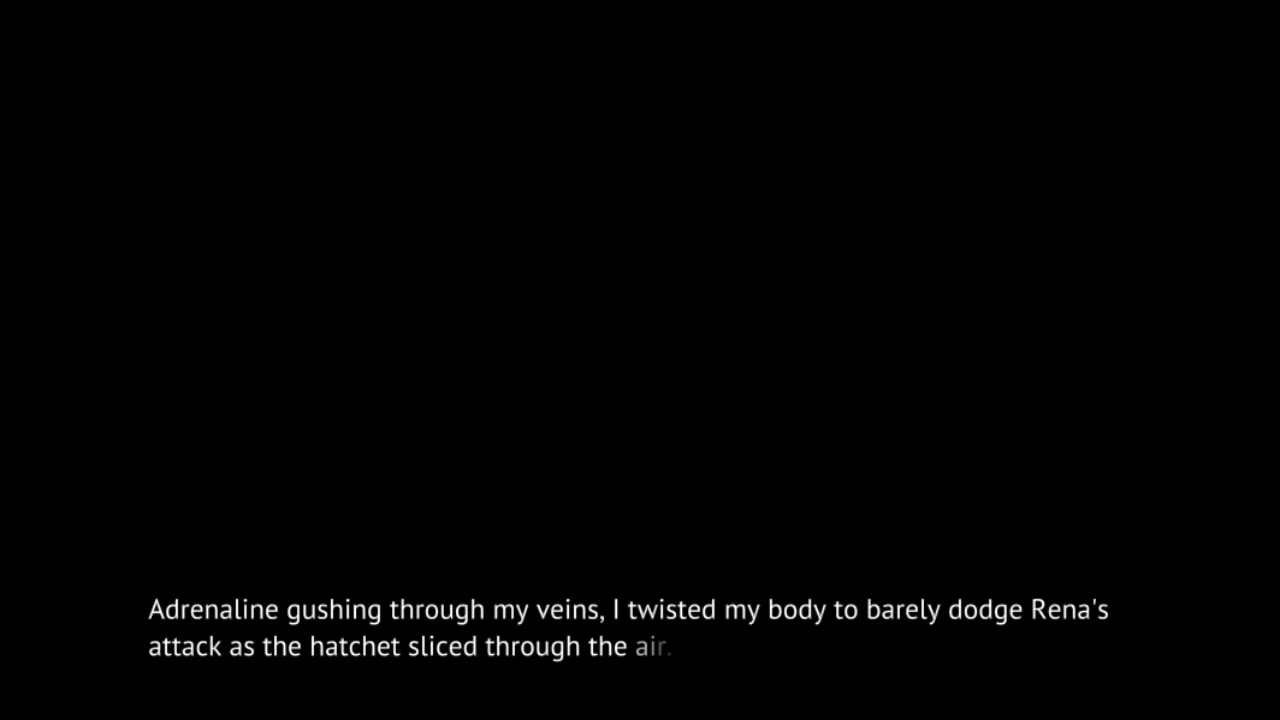 Adrenaline gushing through my veins, I twisted my body to barely dodge Rena's
attack as the hatchet sliced through the air.